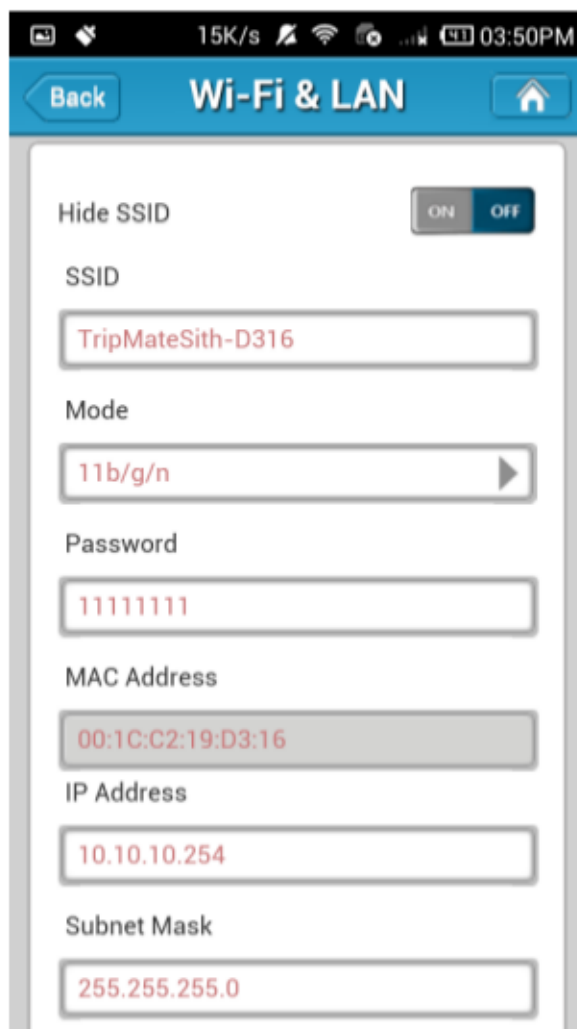 15K/s 41 03:50PM
Back Wi-Fi & LAN
Hide SSID ON OFF
SSID
TripMateSith-D316
Mode
11b/g/n
Password
11111111
MAC Address
00:1C:C2:19:D3:16
IP Address
10.10.10.254
Subnet Mask
255.255.255.0